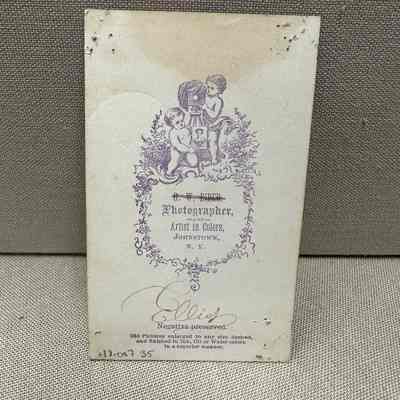 Photographer,
AND
Artist in Colors,
Johnstown,
N. Y.
Ellis
Negatives preserved.
Old Pictures enlarged to any size desired,
and finished in Ink, Oil or Water colors
in a superior manner.